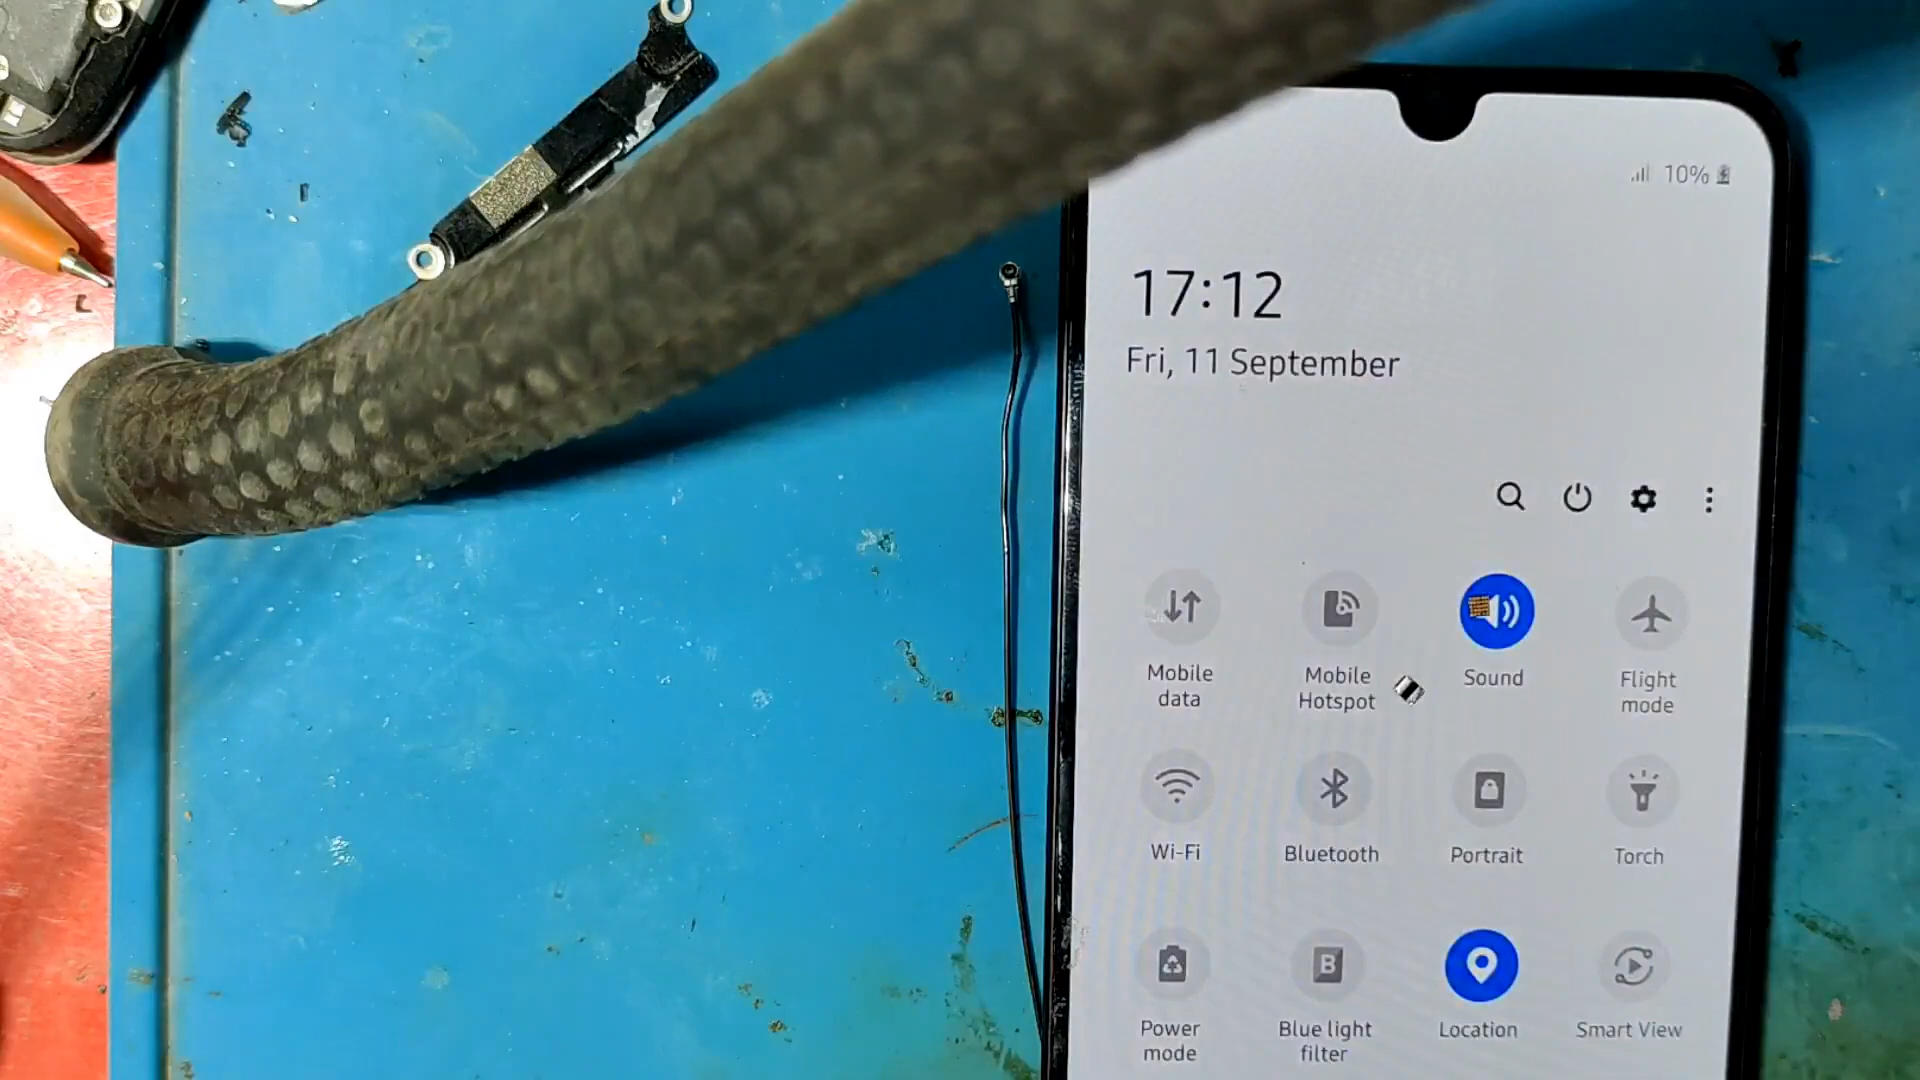 10%
17:12
Fri, 11 September
Mobile
data
Mobile
Hotspot
Sound
Flight
mode
Wi-Fi
Bluetooth
Portrait
Torch
Power
mode
B
Blue light
filter
Location
Smart View